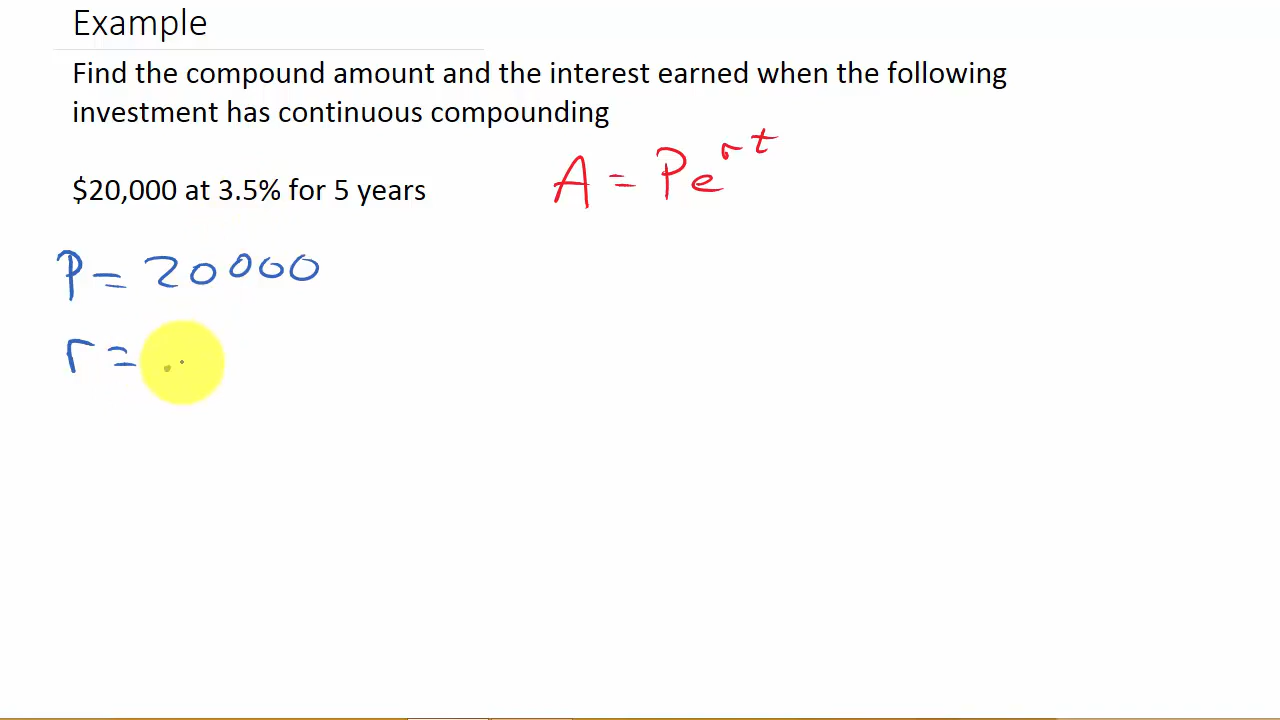 Example
Find the compound amount and the interest earned when the following
investment has continuous compounding
$20,000 at 3.5% for 5 years
A = Pe^rt
P = 20000
r = .